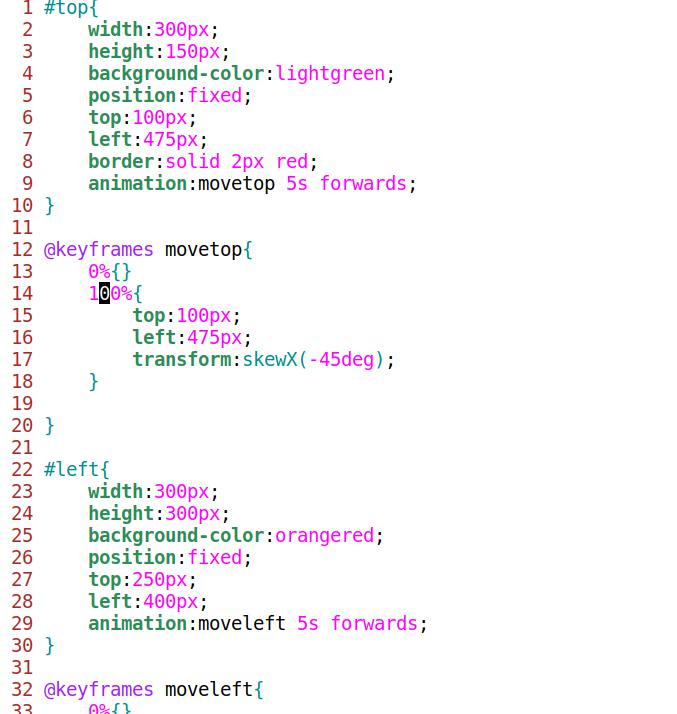 1 #top{
2     width:300px;
3     height:150px;
4     background-color:lightgreen;
5     position:fixed;
6     top:100px;
7     left:475px;
8     border:solid 2px red;
9     animation:movetop 5s forwards;
10 }
11
12 @keyframes movetop{
13     0%{}
14     100%{
15         top:100px;
16         left:475px;
17         transform:skewX(-45deg);
18     }
19
20 }
21
22 #left{
23     width:300px;
24     height:300px;
25     background-color:orangered;
26     position:fixed;
27     top:250px;
28     left:400px;
29     animation:moveleft 5s forwards;
30 }
31
32 @keyframes moveleft{
33     0%{}